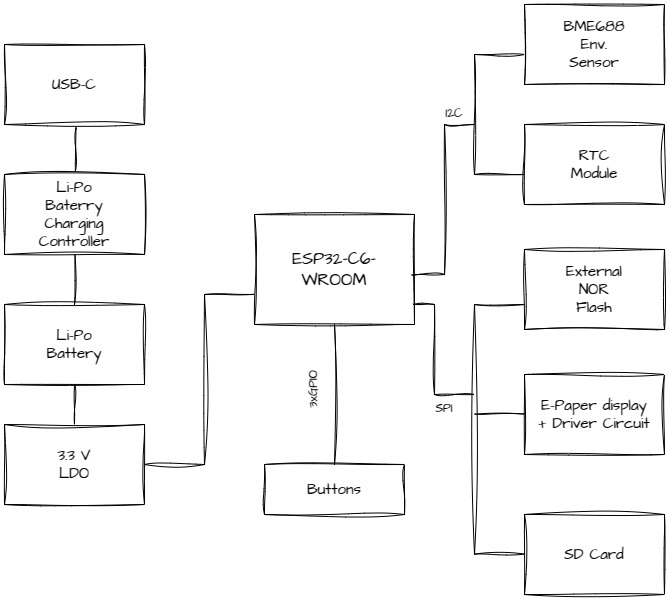 USB-C
Li-Po
Baterry
Charging
Controller
Li-Po
Battery
3.3 V
LDO
ESP32-C6-
WROOM
3xGPIO
Buttons
I2C
SPI
BME688
Env.
Sensor
RTC
Module
External
NOR
Flash
E-Paper display
+ Driver Circuit
SD Card